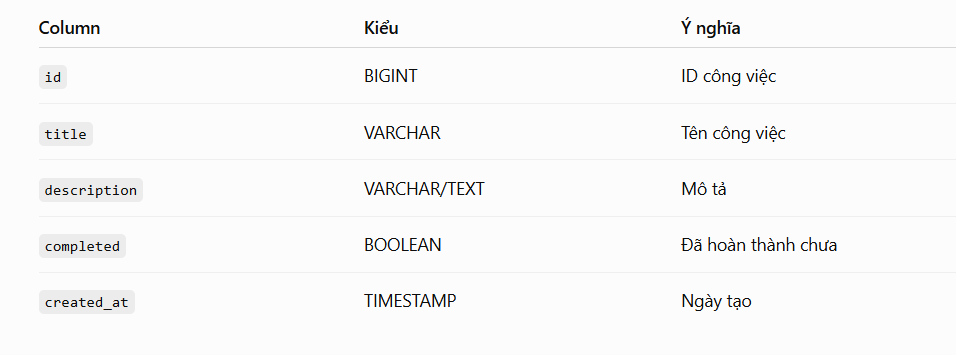 Column Kiểu Ý nghĩa
id BIGINT ID công việc
title VARCHAR Tên công việc
description VARCHAR/TEXT Mô tả
completed BOOLEAN Đã hoàn thành chưa
created_at TIMESTAMP Ngày tạo